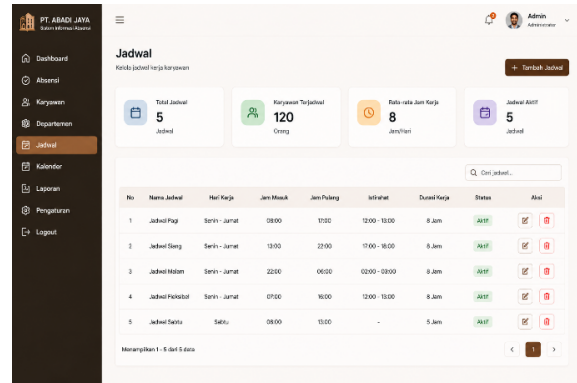 PT. ABADI JAYA
Sistem Informasi Absensi
2
Admin
Administrator
Dashboard
Absensi
Karyawan
Departemen
Jadwal
Kalender
Laporan
Pengaturan
Logout
Jadwal
Kelola jadwal kerja karyawan
+ Tambah Jadwal
Total Jadwal
5
Jadwal
Karyawan Terjadwal
120
Orang
Rata-rata Jam Kerja
8
Jam/Hari
Jadwal Aktif
5
Jadwal
Cari jadwal...
No Nama Jadwal Hari Kerja Jam Masuk Jam Pulang Istirahat Durasi Kerja Status Aksi
1 Jadwal Pagi Senin - Jumat 08:00 17:00 12:00 - 13:00 8 Jam Aktif
2 Jadwal Siang Senin - Jumat 13:00 22:00 17:00 - 18:00 8 Jam Aktif
3 Jadwal Malam Senin - Jumat 22:00 06:00 02:00 - 03:00 8 Jam Aktif
4 Jadwal Fleksibel Senin - Jumat 07:00 16:00 12:00 - 13:00 8 Jam Aktif
5 Jadwal Sabtu Sabtu 08:00 13:00 - 5 Jam Aktif
Menampilkan 1 - 5 dari 5 data
< 1 >